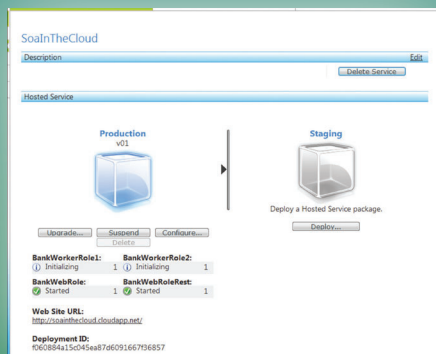 SoaInTheCloud
Description Edit
Delete Service
Hosted Service
Production
v01
Staging
Deploy a Hosted Service package.
Deploy...
Upgrade... Suspend Configure...
Delete
BankWorkerRole1: BankWorkerRole2:
Initializing 1 Initializing 1
BankWebRole: BankWebRoleRest:
Started 1 Started 1
Web Site URL:
http://soainthecloud.cloudapp.net/
Deployment ID:
f060884a15c045ea87d6091667f36857